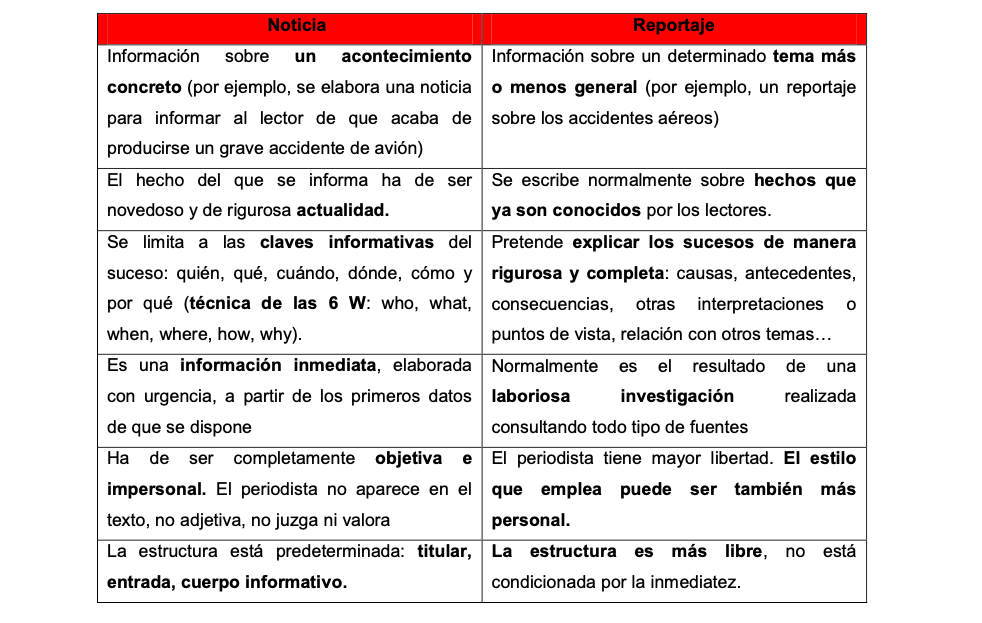 Noticia
Reportaje
Información sobre un acontecimiento
concreto (por ejemplo, se elabora una noticia
para informar al lector de que acaba de
producirse un grave accidente de avión)
Información sobre un determinado tema más
o menos general (por ejemplo, un reportaje
sobre los accidentes aéreos)
El hecho del que se informa ha de ser
novedoso y de rigurosa actualidad.
Se escribe normalmente sobre hechos que
ya son conocidos por los lectores.
Se limita a las claves informativas del
suceso: quién, qué, cuándo, dónde, cómo y
por qué (técnica de las 6 W: who, what,
when, where, how, why).
Pretende explicar los sucesos de manera
rigurosa y completa: causas, antecedentes,
consecuencias, otras interpretaciones o
puntos de vista, relación con otros temas…
Es una información inmediata, elaborada
con urgencia, a partir de los primeros datos
de que se dispone
Normalmente es el resultado de una
laboriosa investigación realizada
consultando todo tipo de fuentes
Ha de ser completamente objetiva e
impersonal. El periodista no aparece en el
texto, no adjetiva, no juzga ni valora
El periodista tiene mayor libertad. El estilo
que emplea puede ser también más
personal.
La estructura está predeterminada: titular,
entrada, cuerpo informativo.
La estructura es más libre, no está
condicionada por la inmediatez.